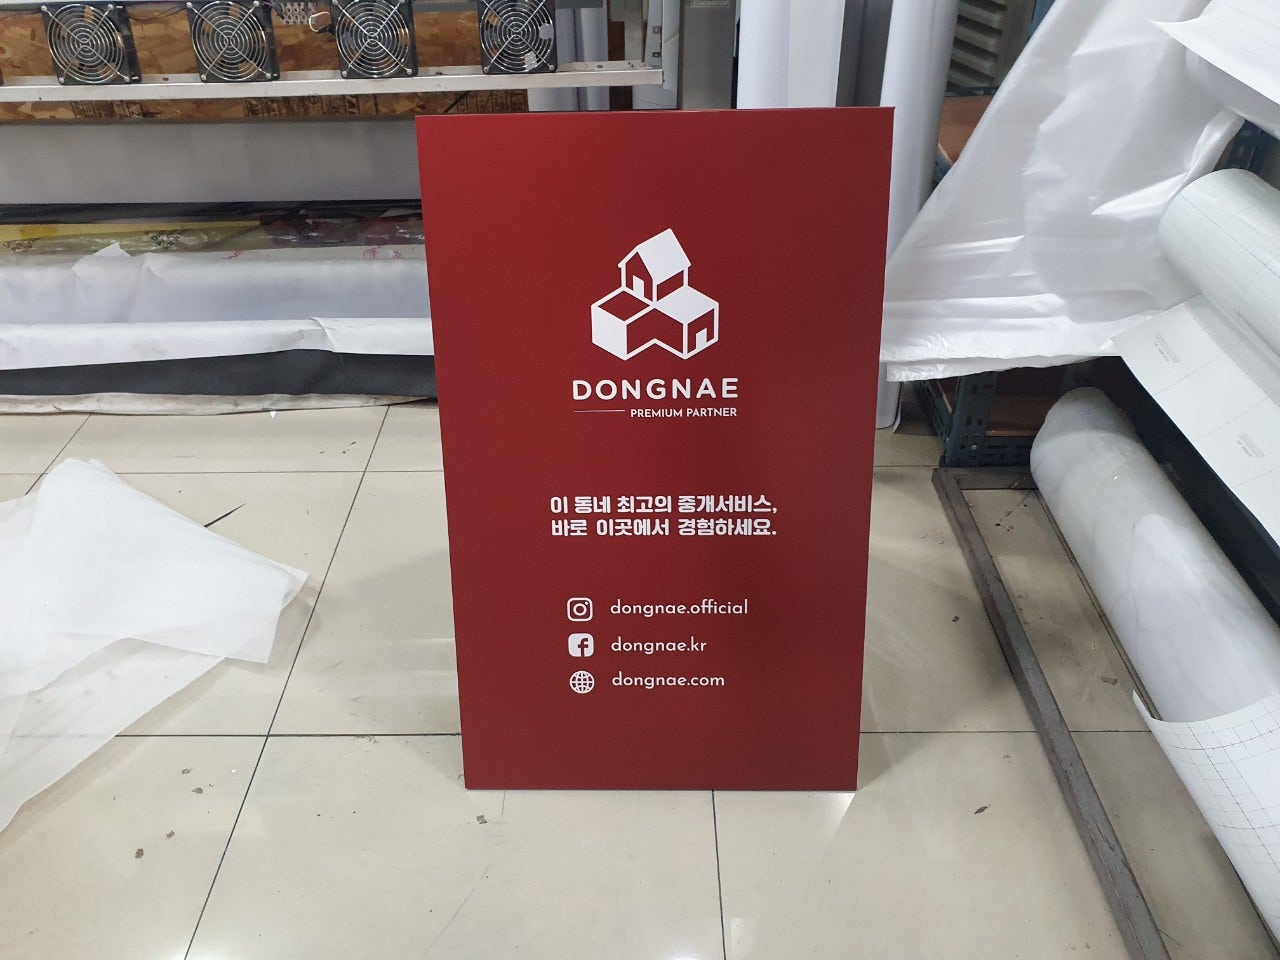 DONGNAE
PREMIUM PARTNER
이 동네 최고의 중개서비스,
바로 이곳에서 경험하세요.
dongnae.official
dongnae.kr
dongnae.com